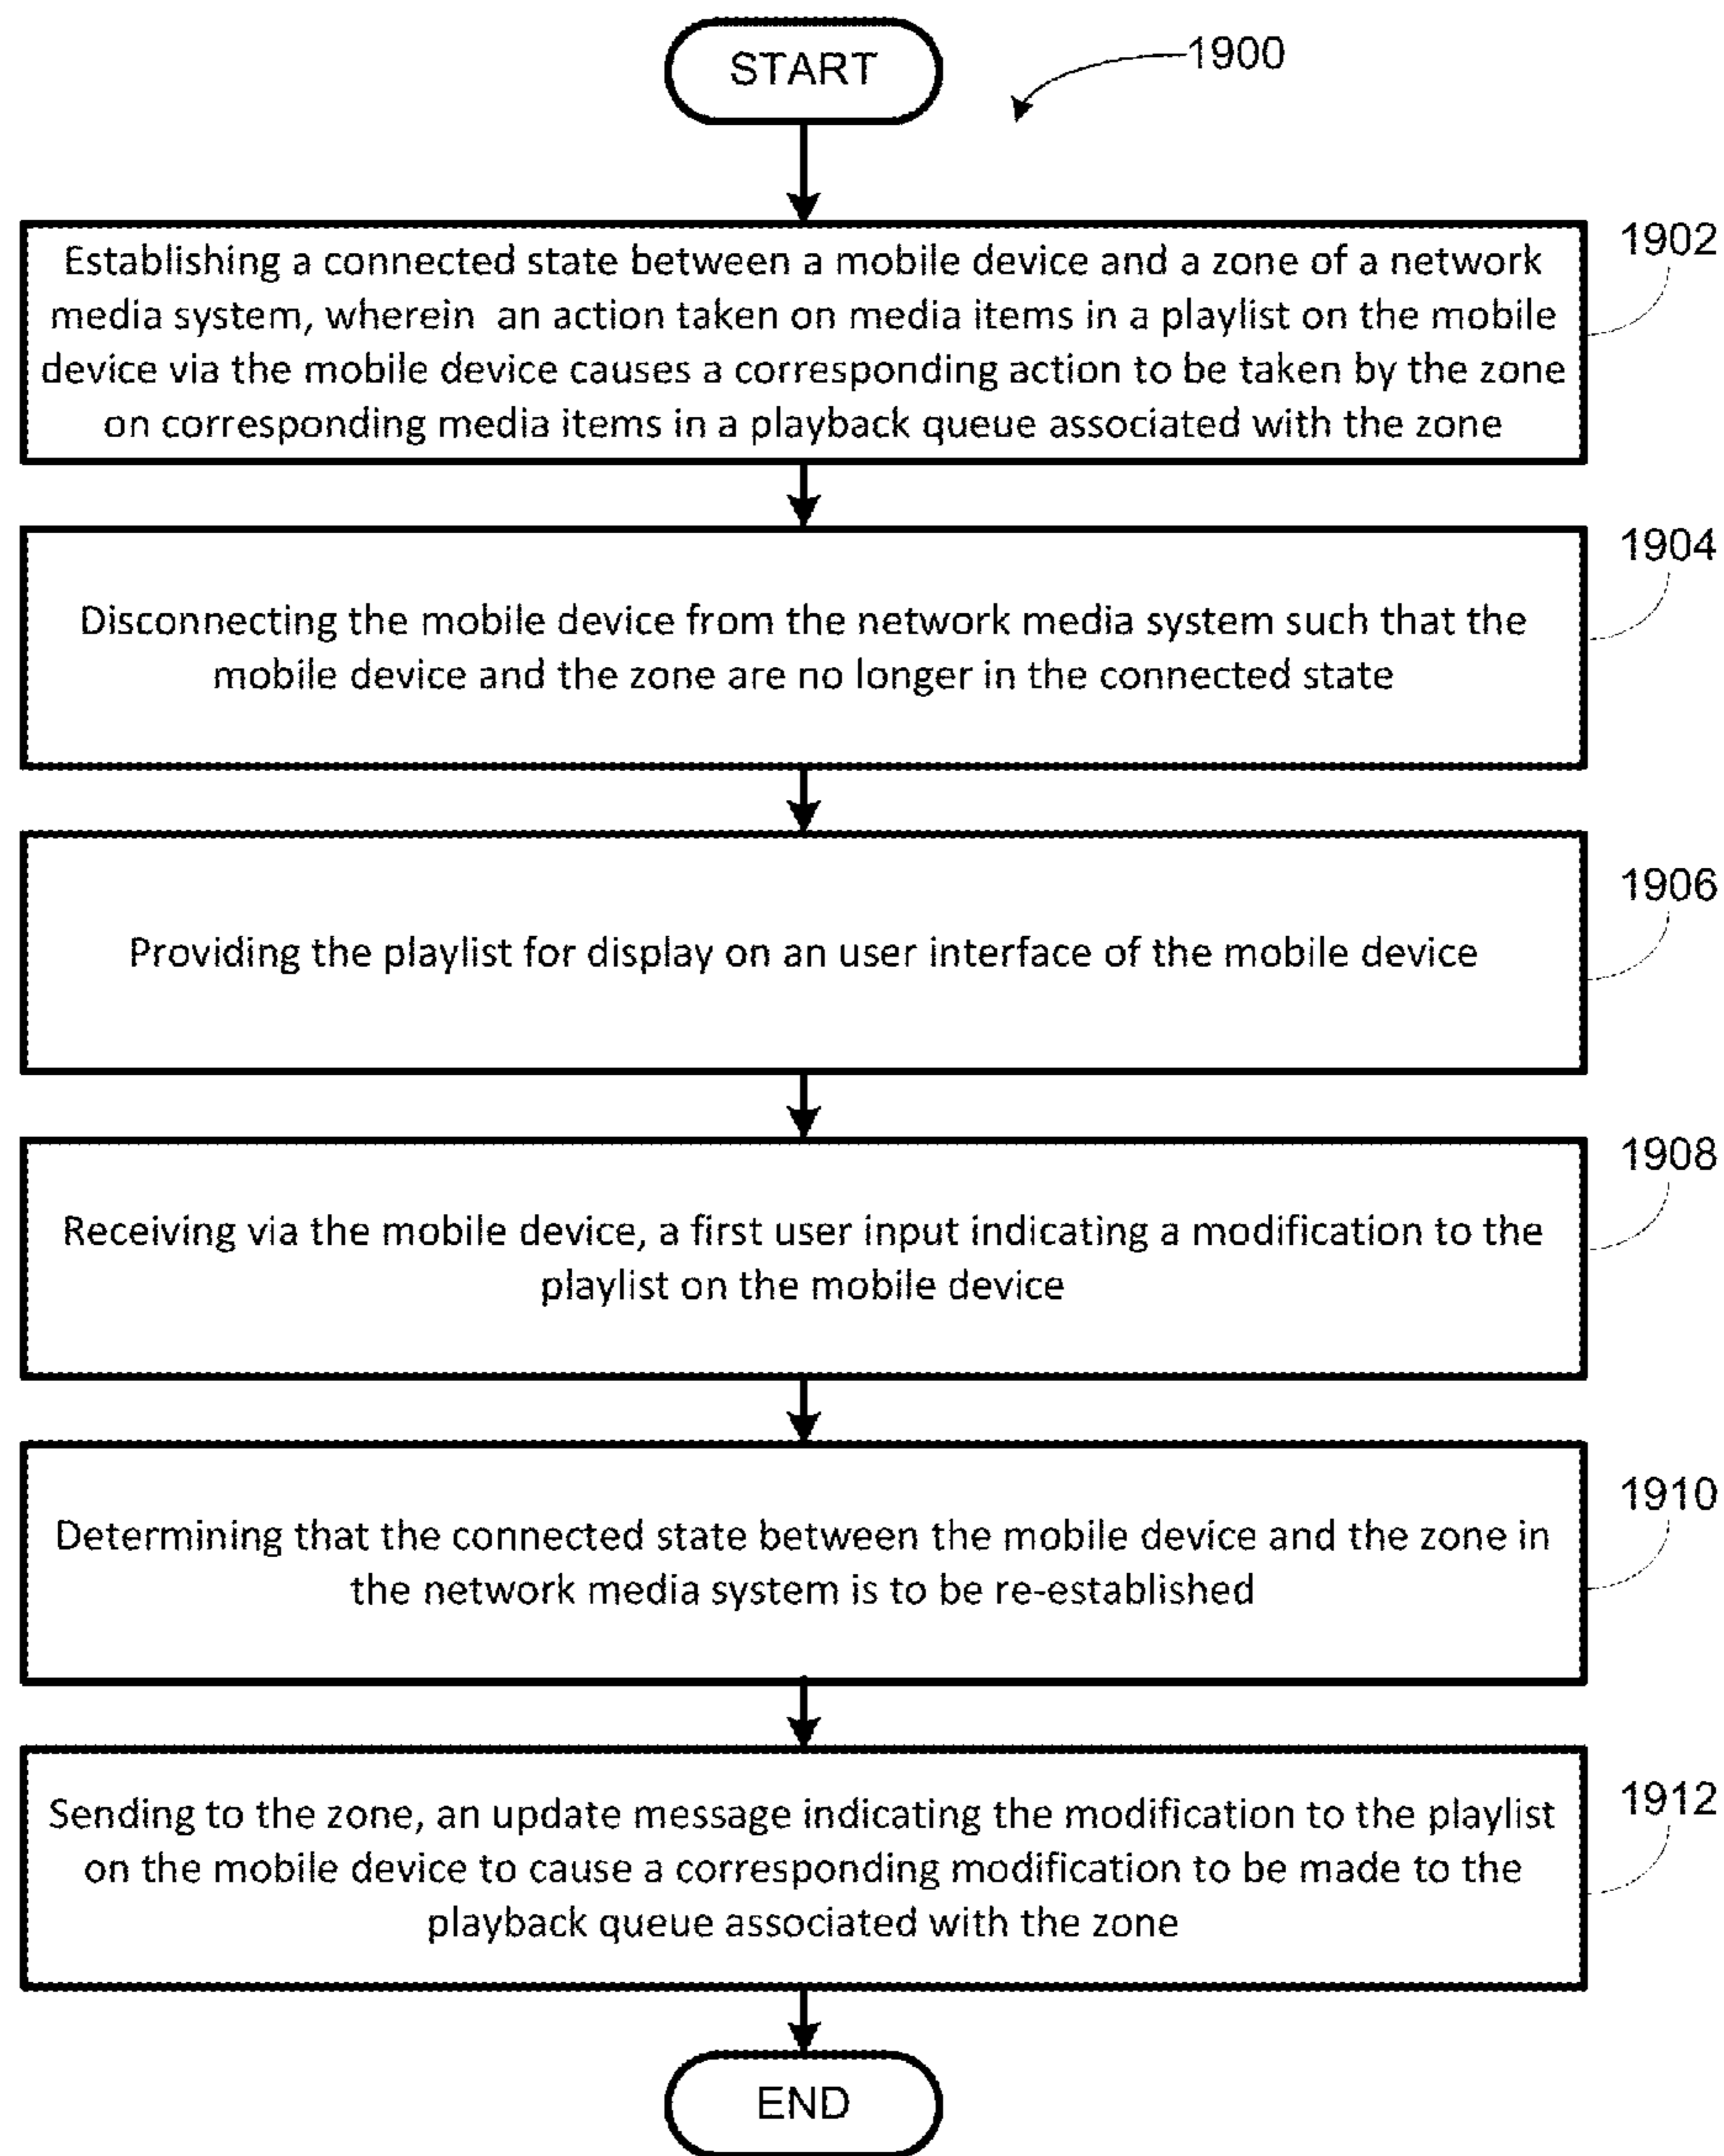 START
1900
1902
Establishing a connected state between a mobile device and a zone of a network
media system, wherein an action taken on media items in a playlist on the mobile
device via the mobile device causes a corresponding action to be taken by the zone
on corresponding media items in a playback queue associated with the zone
1904
Disconnecting the mobile device from the network media system such that the
mobile device and the zone are no longer in the connected state
1906
Providing the playlist for display on an user interface of the mobile device
1908
Receiving via the mobile device, a first user input indicating a modification to the
playlist on the mobile device
1910
Determining that the connected state between the mobile device and the zone in
the network media system is to be re-established
1912
Sending to the zone, an update message indicating the modification to the playlist
on the mobile device to cause a corresponding modification to be made to the
playback queue associated with the zone
END